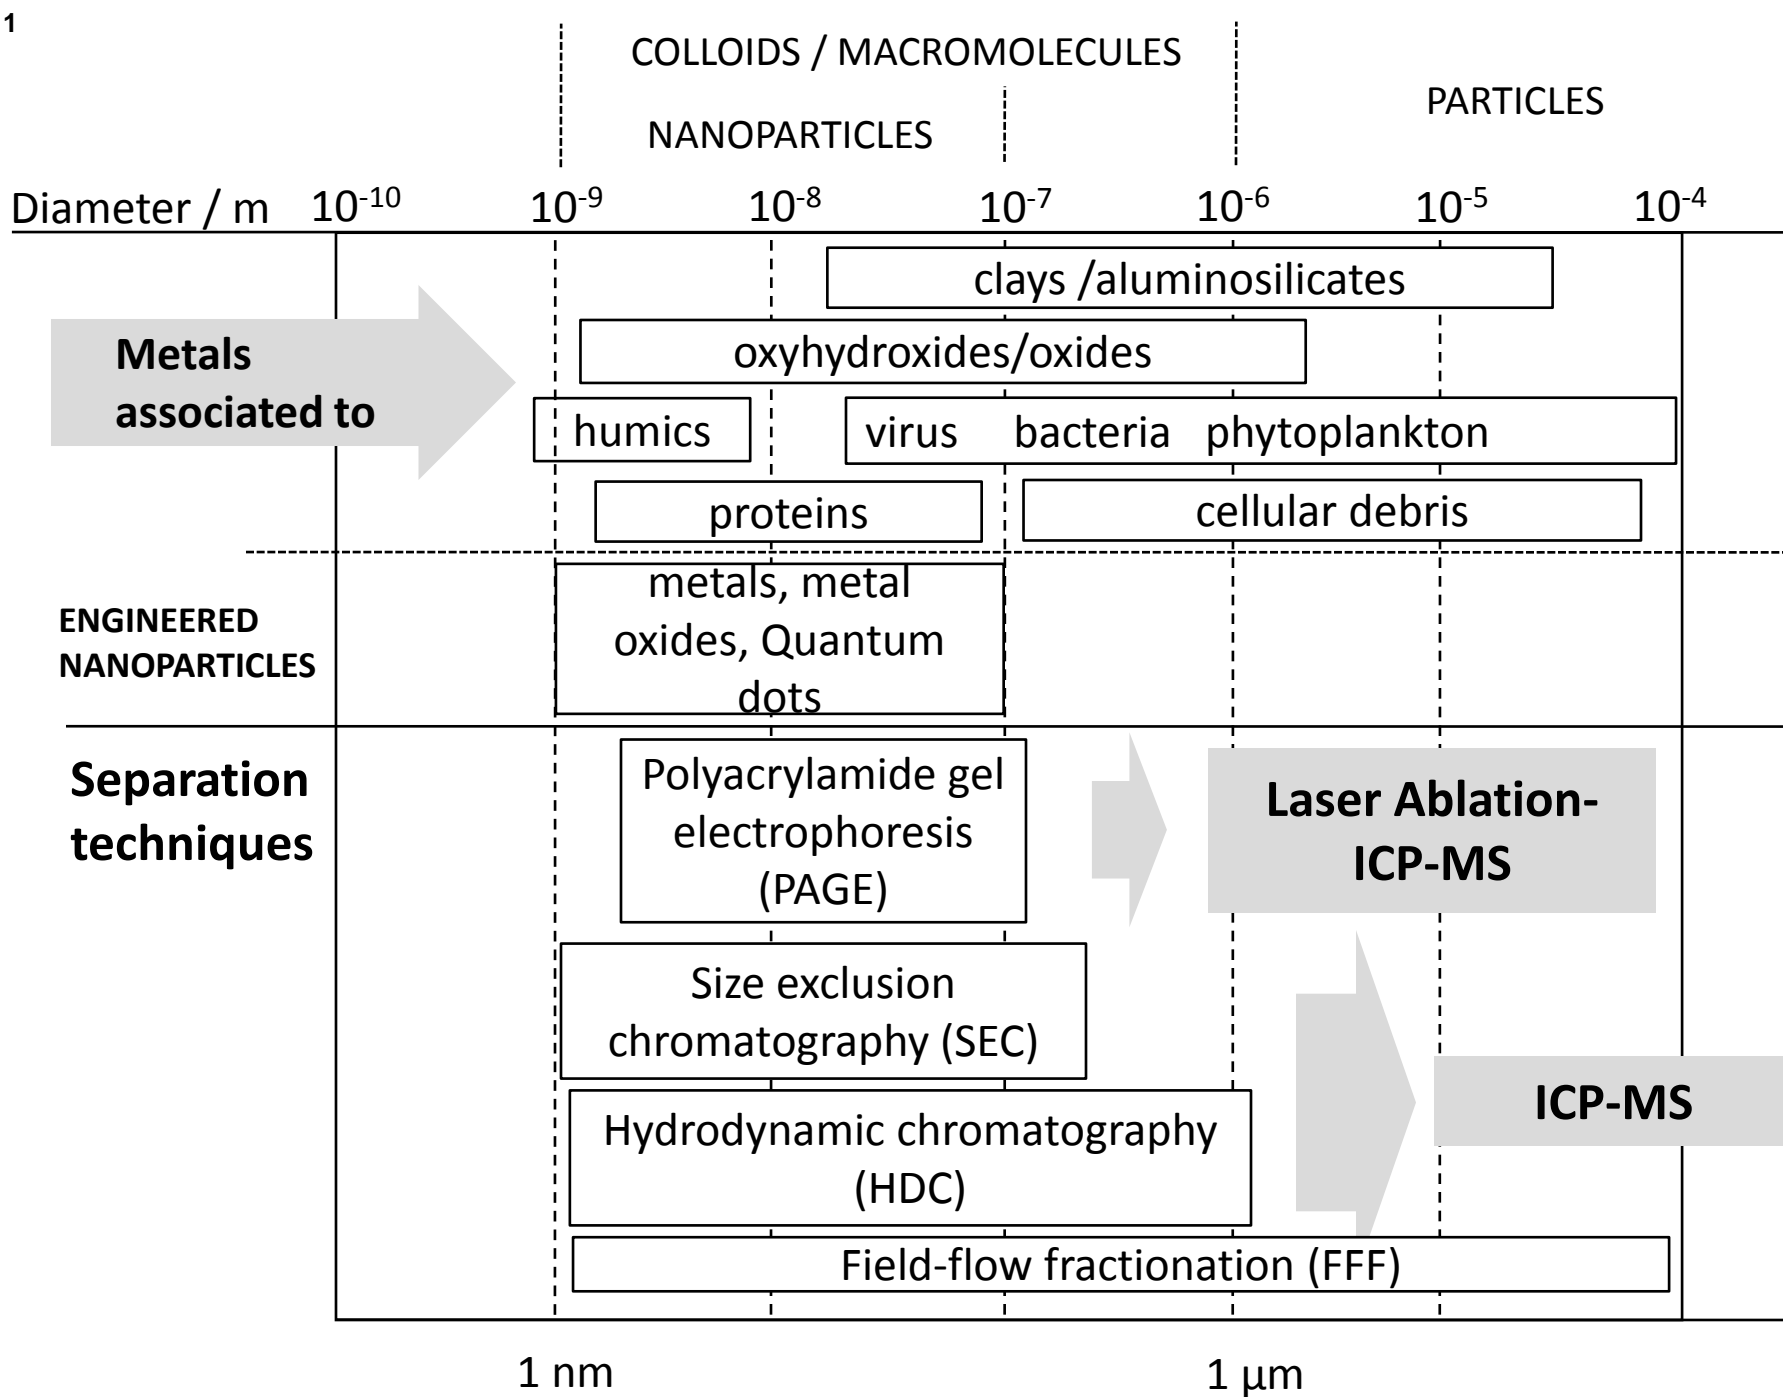 1
COLLOIDS / MACROMOLECULES
PARTICLES
NANOPARTICLES
Diameter / m 10-10 10-9 10-8 10-7 10-6 10-5 10-4
clays /aluminosilicates
Metals
associated to
oxyhydroxides/oxides
humics
virus bacteria phytoplankton
proteins
cellular debris
ENGINEERED
NANOPARTICLES
metals, metal
oxides, Quantum
dots
Separation
techniques
Polyacrylamide gel
electrophoresis
(PAGE)
Laser Ablation-
ICP-MS
Size exclusion
chromatography (SEC)
Hydrodynamic chromatography
(HDC)
ICP-MS
Field-flow fractionation (FFF)
1 nm
1 µm